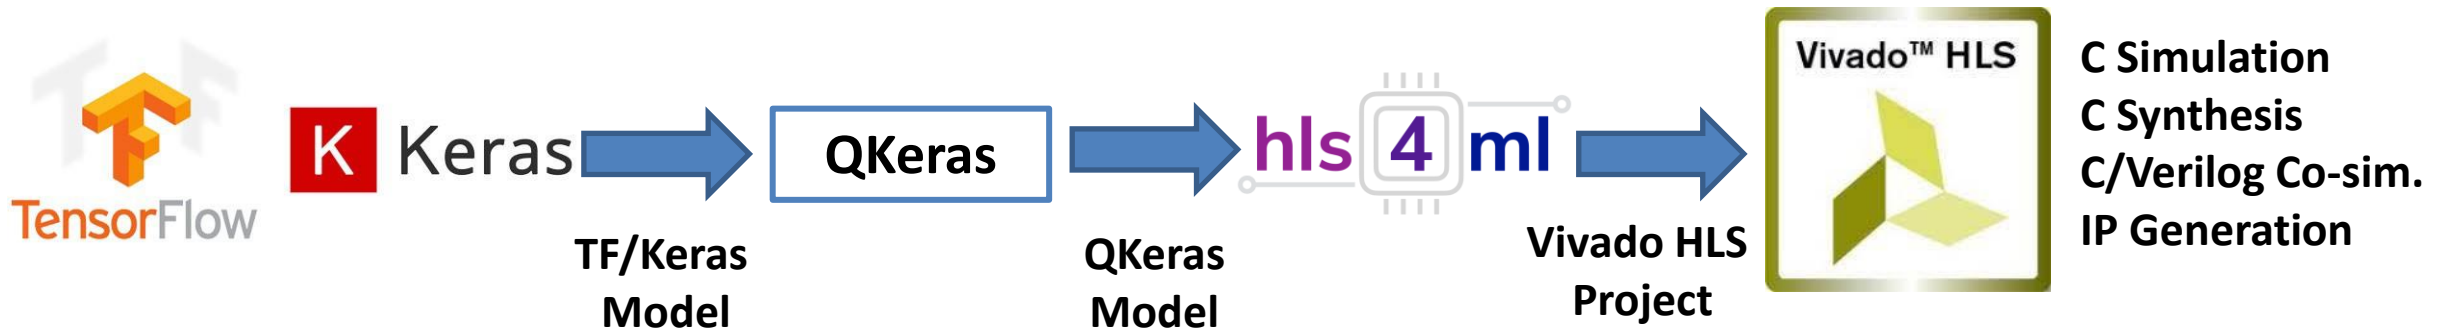 TF
TensorFlow
K Keras
TF/Keras
Model
QKeras
QKeras
Model
hls 4 ml
Vivado HLS
Project
Vivado™ HLS
C Simulation
C Synthesis
C/Verilog Co-sim.
IP Generation